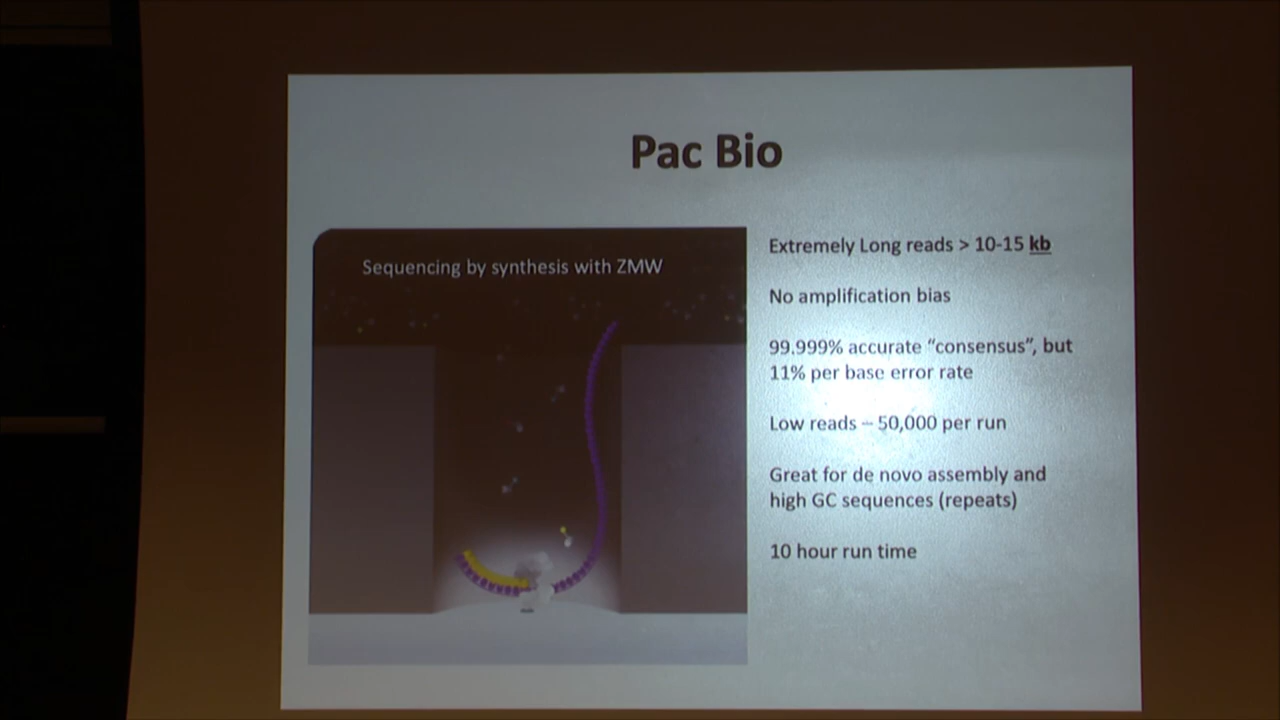 Pac Bio
Sequencing by synthesis with ZMW
Extremely Long reads > 10-15 kb
No amplification bias
99.999% accurate “consensus”, but
11% per base error rate
Low reads – 50,000 per run
Great for de novo assembly and
high GC sequences (repeats)
10 hour run time